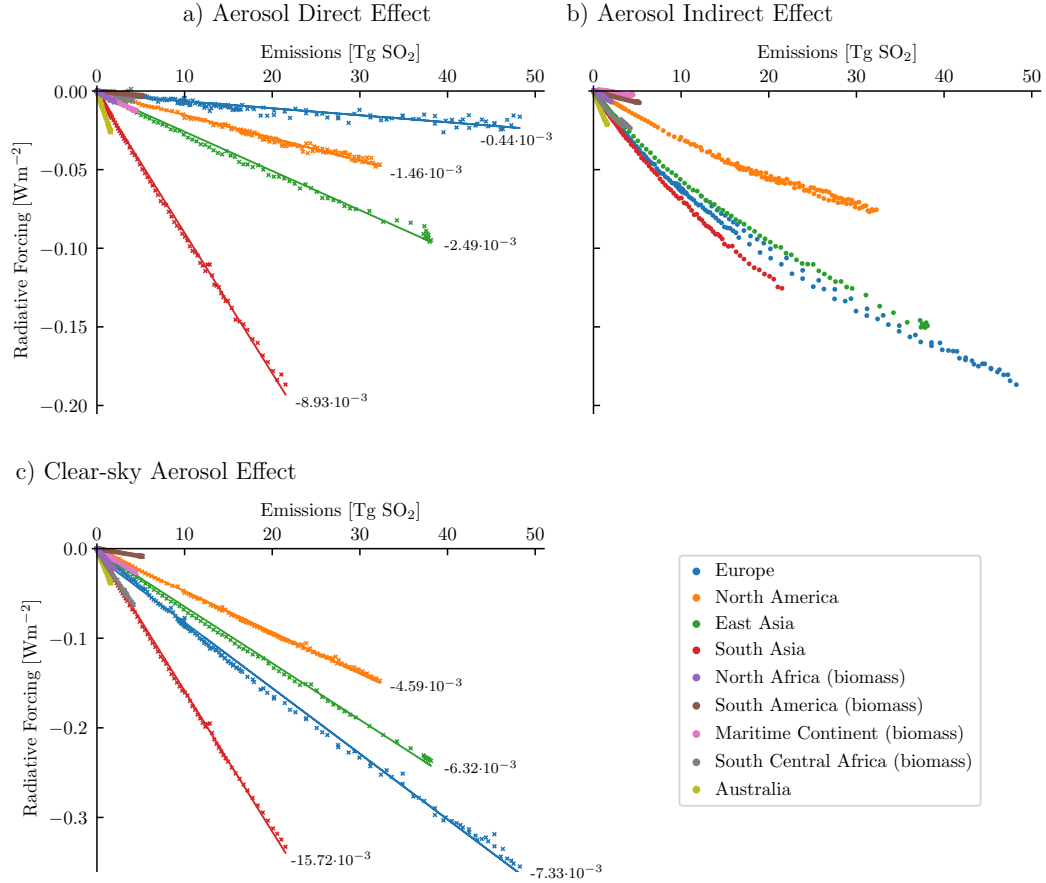 a) Aerosol Direct Effect
b) Aerosol Indirect Effect
Emissions [Tg SO₂]
Emissions [Tg SO₂]
0 10 20 30 40 50
0 10 20 30 40 50
0.00
−0.05
−0.10
−0.15
−0.20
Radiative Forcing [Wm⁻²]
-0.44·10⁻³
-1.46·10⁻³
-2.49·10⁻³
-8.93·10⁻³
c) Clear-sky Aerosol Effect
Emissions [Tg SO₂]
0 10 20 30 40 50
0.0
−0.1
−0.2
−0.3
Radiative Forcing [Wm⁻²]
-4.59·10⁻³
-6.32·10⁻³
-15.72·10⁻³
-7.33·10⁻³
Europe
North America
East Asia
South Asia
North Africa (biomass)
South America (biomass)
Maritime Continent (biomass)
South Central Africa (biomass)
Australia